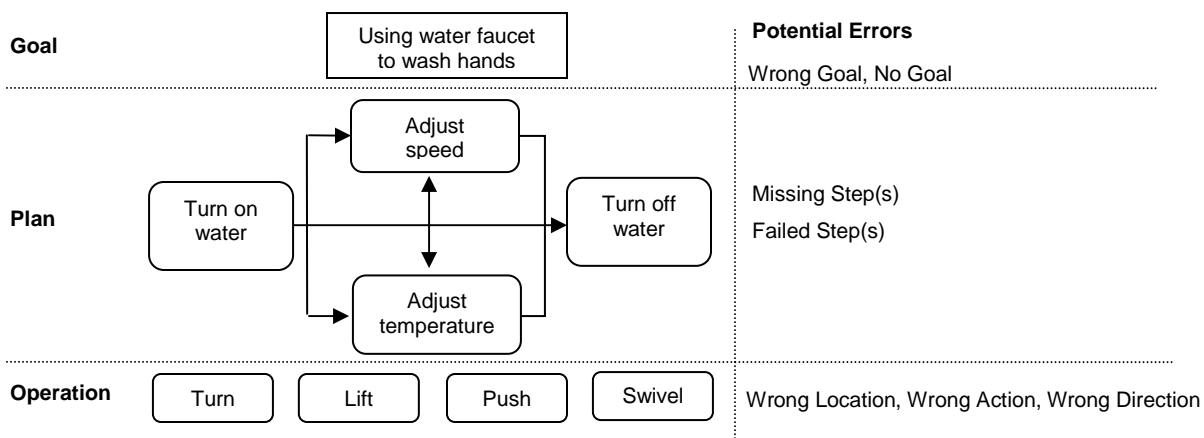 Goal
Using water faucet
to wash hands
Potential Errors
Wrong Goal, No Goal
Plan
Turn on
water
Adjust
speed
Adjust
temperature
Turn off
water
Missing Step(s)
Failed Step(s)
Operation
Turn
Lift
Push
Swivel
Wrong Location, Wrong Action, Wrong Direction